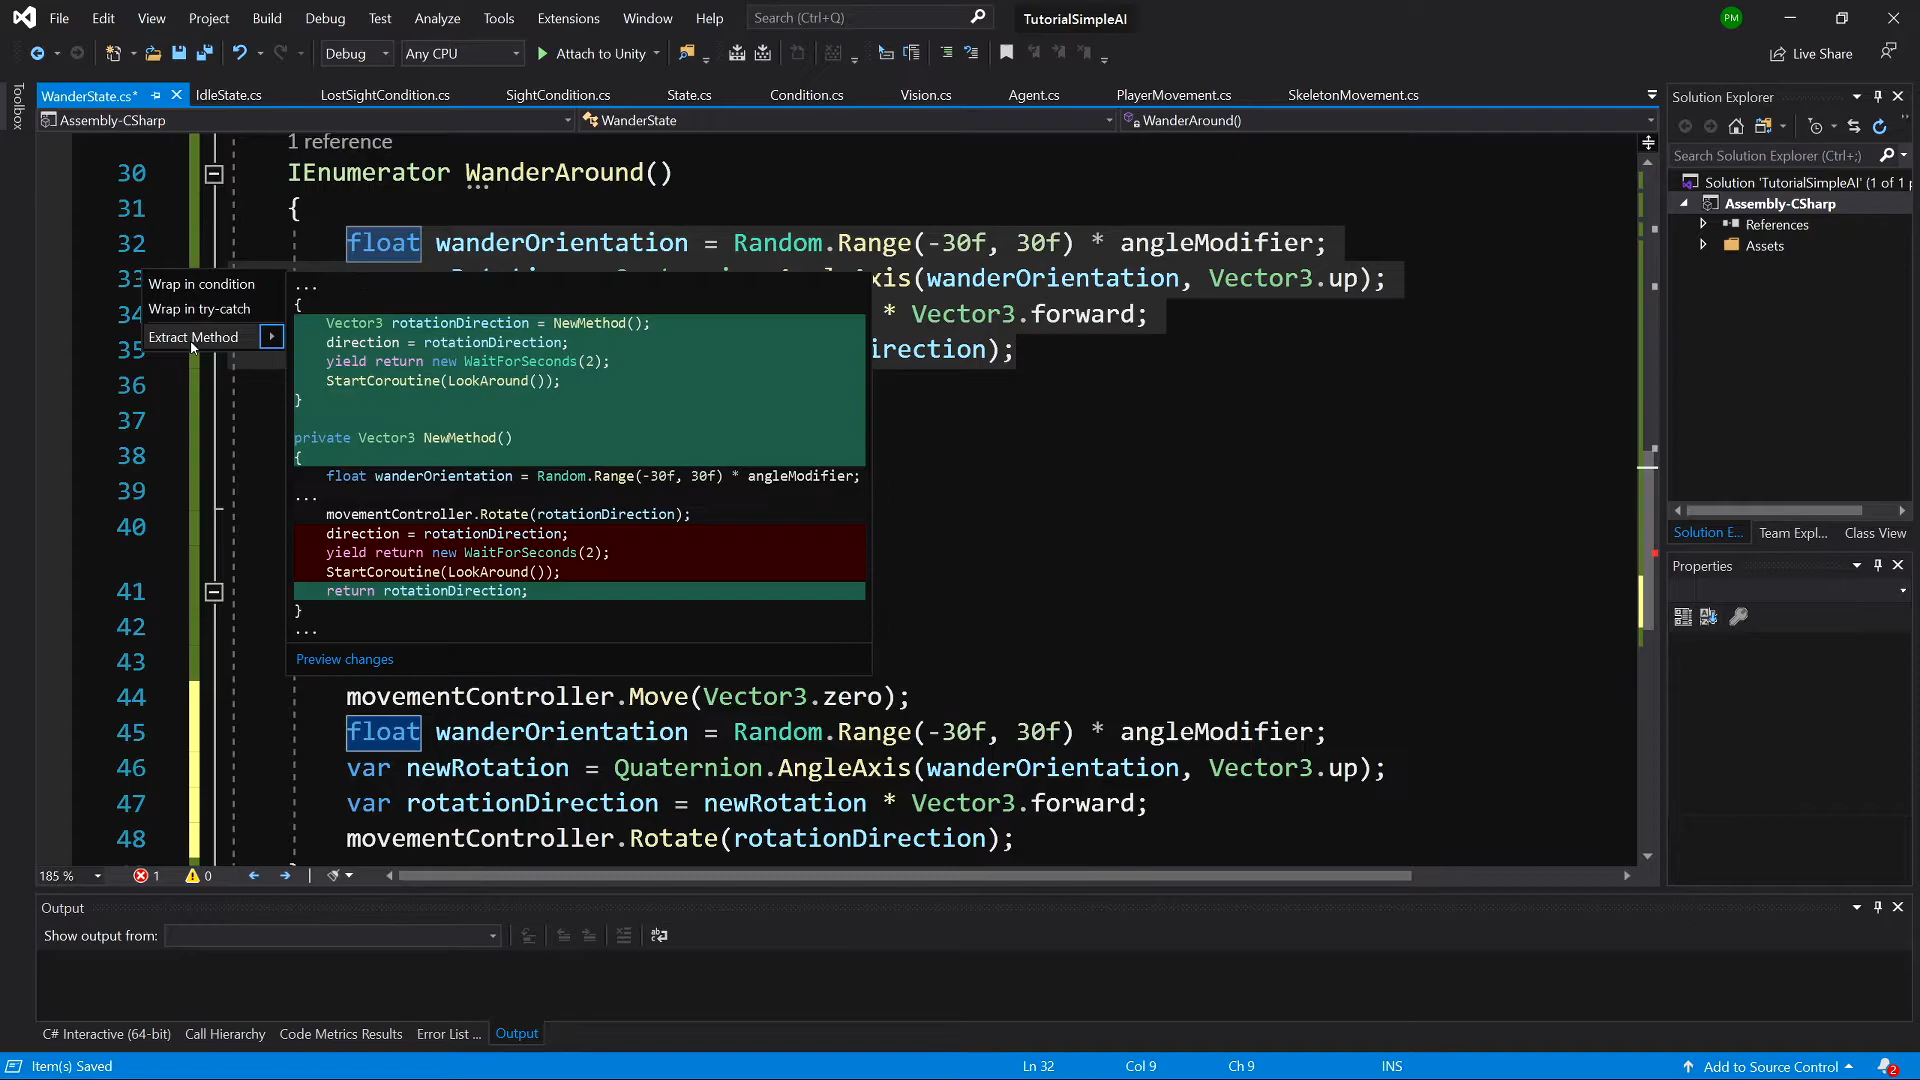 File Edit View Project Build Debug Test Analyze Tools Extensions Window Help Search (Ctrl+Q) TutorialSimpleAI PM
Debug Any CPU Attach to Unity Live Share
Toolbox
WanderState.cs* IdleState.cs LostSightCondition.cs SightCondition.cs State.cs Condition.cs Vision.cs Agent.cs PlayerMovement.cs SkeletonMovement.cs
Assembly-CSharp WanderState WanderAround()
1 reference
30 IEnumerator WanderAround()
31 {
32 float wanderOrientation = Random.Range(-30f, 30f) * angleModifier;
33 xis(wanderOrientation, Vector3.up);
34 * Vector3.forward;
35 irection);
36
37
38
39
40
41
42
43
44 movementController.Move(Vector3.zero);
45 float wanderOrientation = Random.Range(-30f, 30f) * angleModifier;
46 var newRotation = Quaternion.AngleAxis(wanderOrientation, Vector3.up);
47 var rotationDirection = newRotation * Vector3.forward;
48 movementController.Rotate(rotationDirection);
Wrap in condition
Wrap in try-catch
Extract Method
...
{
Vector3 rotationDirection = NewMethod();
direction = rotationDirection;
yield return new WaitForSeconds(2);
StartCoroutine(LookAround());
}
private Vector3 NewMethod()
{
float wanderOrientation = Random.Range(-30f, 30f) * angleModifier;
...
movementController.Rotate(rotationDirection);
direction = rotationDirection;
yield return new WaitForSeconds(2);
StartCoroutine(LookAround());
return rotationDirection;
}
...
Preview changes
185 % 1 0
Output
Show output from:
C# Interactive (64-bit) Call Hierarchy Code Metrics Results Error List ... Output
Item(s) Saved Ln 32 Col 9 Ch 9 INS Add to Source Control 2
Solution Explorer
Search Solution Explorer (Ctrl+;)
Solution 'TutorialSimpleAI' (1 of 1 p
Assembly-CSharp
References
Assets
Solution E... Team Expl... Class View
Properties